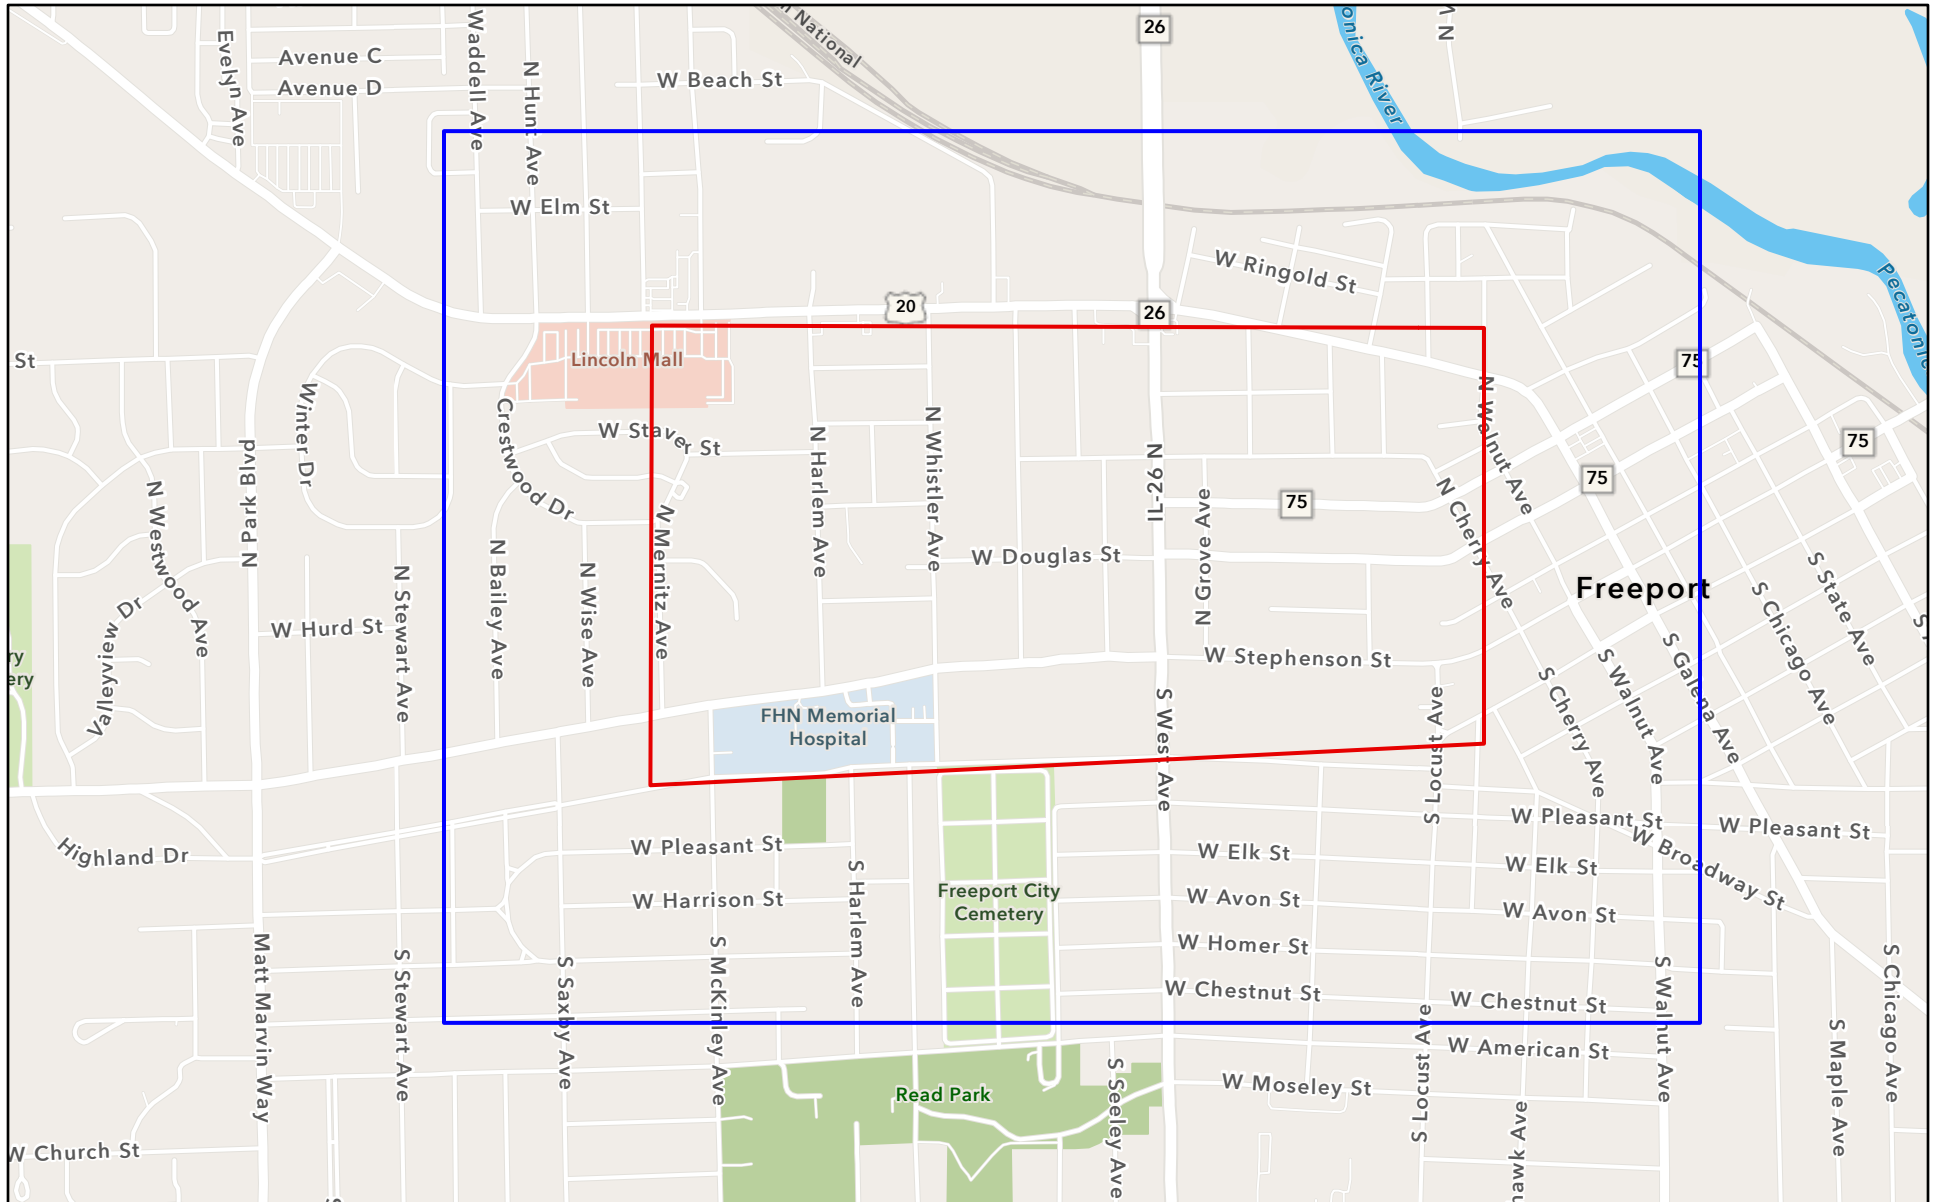 Evelyn Ave
Avenue C
Avenue D
Waddell Ave
N Hunt Ave
W Beach St
National
26
onica River
N
W Elm St
W Ringold St
20
26
Pecatonic
St
Lincoln Mall
75
Winter Dr
Crestwood Dr
W Staver St
N Harlem Ave
N Whistler Ave
N Walnut Ave
N Park Blvd
N Westwood Ave
IL-26 N
N Grove Ave
75
N Cherry Ave
75
75
N Mernitz Ave
W Douglas St
N Bailey Ave
N Wise Ave
N Stewart Ave
Freeport
S Chicago Ave
S State Ave
Valleyview Dr
W Hurd St
ry
ery
W Stephenson St
S Cherry Ave
S Walnut Ave
S Galena Ave
FHN Memorial
Hospital
S West Ave
S Locust Ave
Highland Dr
W Pleasant St
W Pleasant St
W Pleasant St
W Broadway St
W Elk St
W Elk St
Freeport City
Cemetery
W Harrison St
S Harlem Ave
W Avon St
W Avon St
W Homer St
W Chestnut St
W Chestnut St
Matt Marvin Way
S Stewart Ave
S Saxby Ave
S McKinley Ave
S Walnut Ave
S Chicago Ave
S Locust Ave
W American St
S Maple Ave
Read Park
S Seeley Ave
W Moseley St
W Church St
awk Ave
S